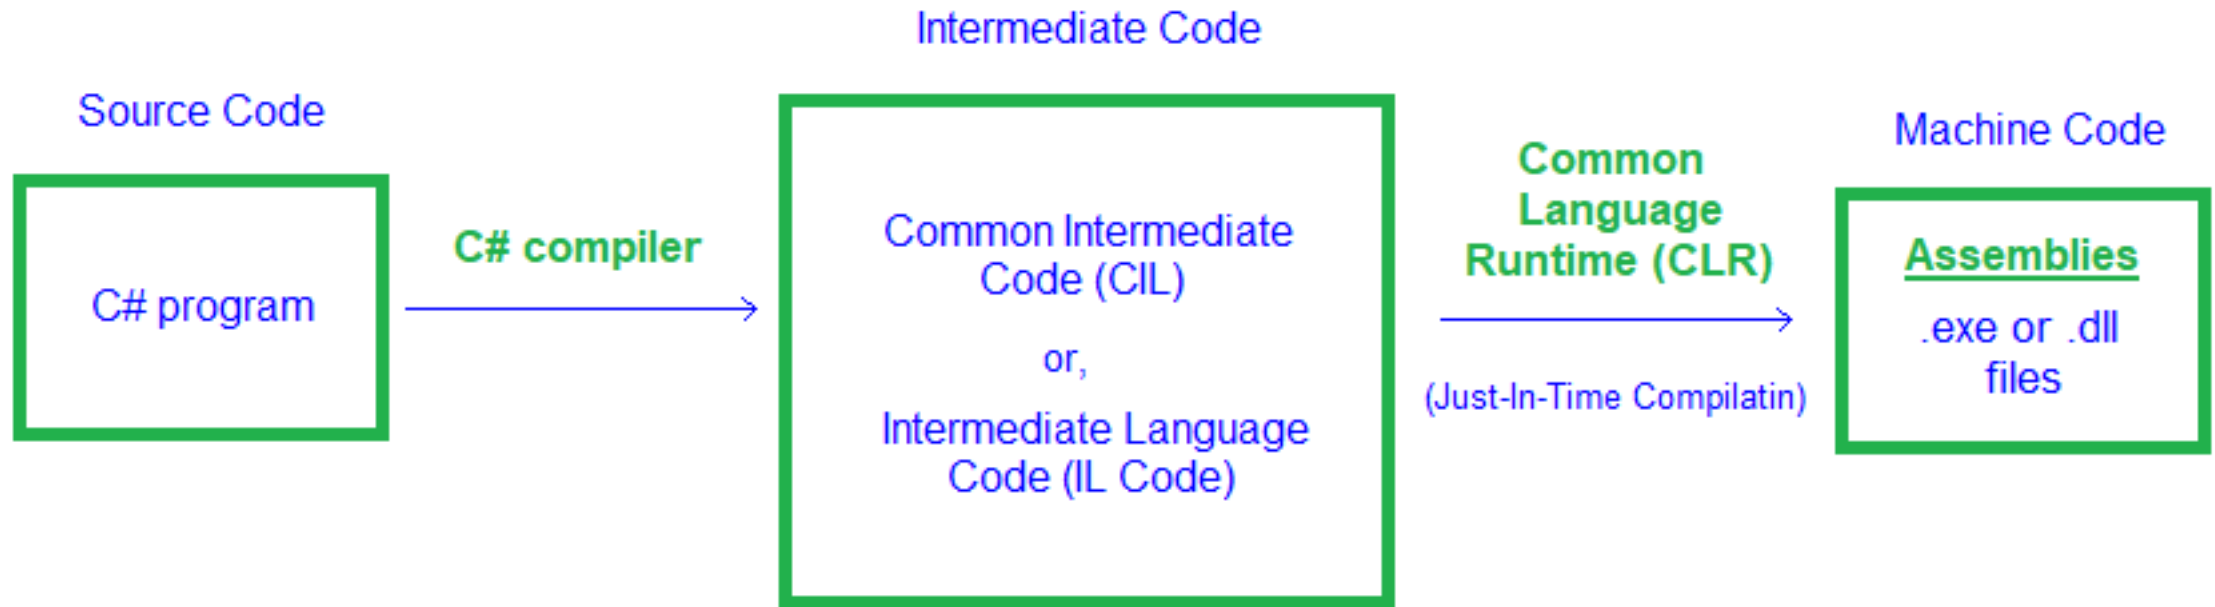 Source Code
C# program
C# compiler
Intermediate Code
Common Intermediate
Code (CIL)
or,
Intermediate Language
Code (IL Code)
Common
Language
Runtime (CLR)
(Just-In-Time Compilatin)
Machine Code
Assemblies
.exe or .dll
files